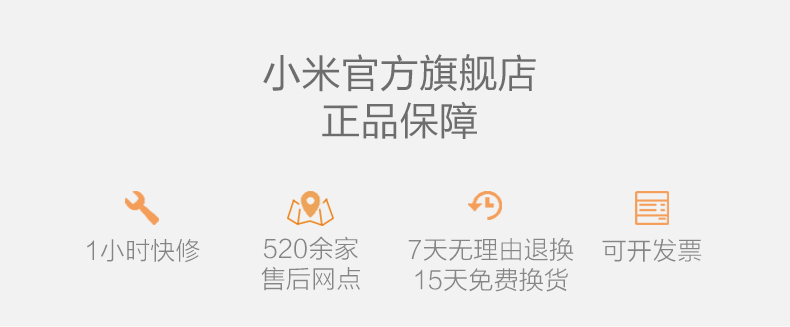 小米官方旗舰店
正品保障
1小时快修
520余家
售后网点
7天无理由退换
15天免费换货
可开发票